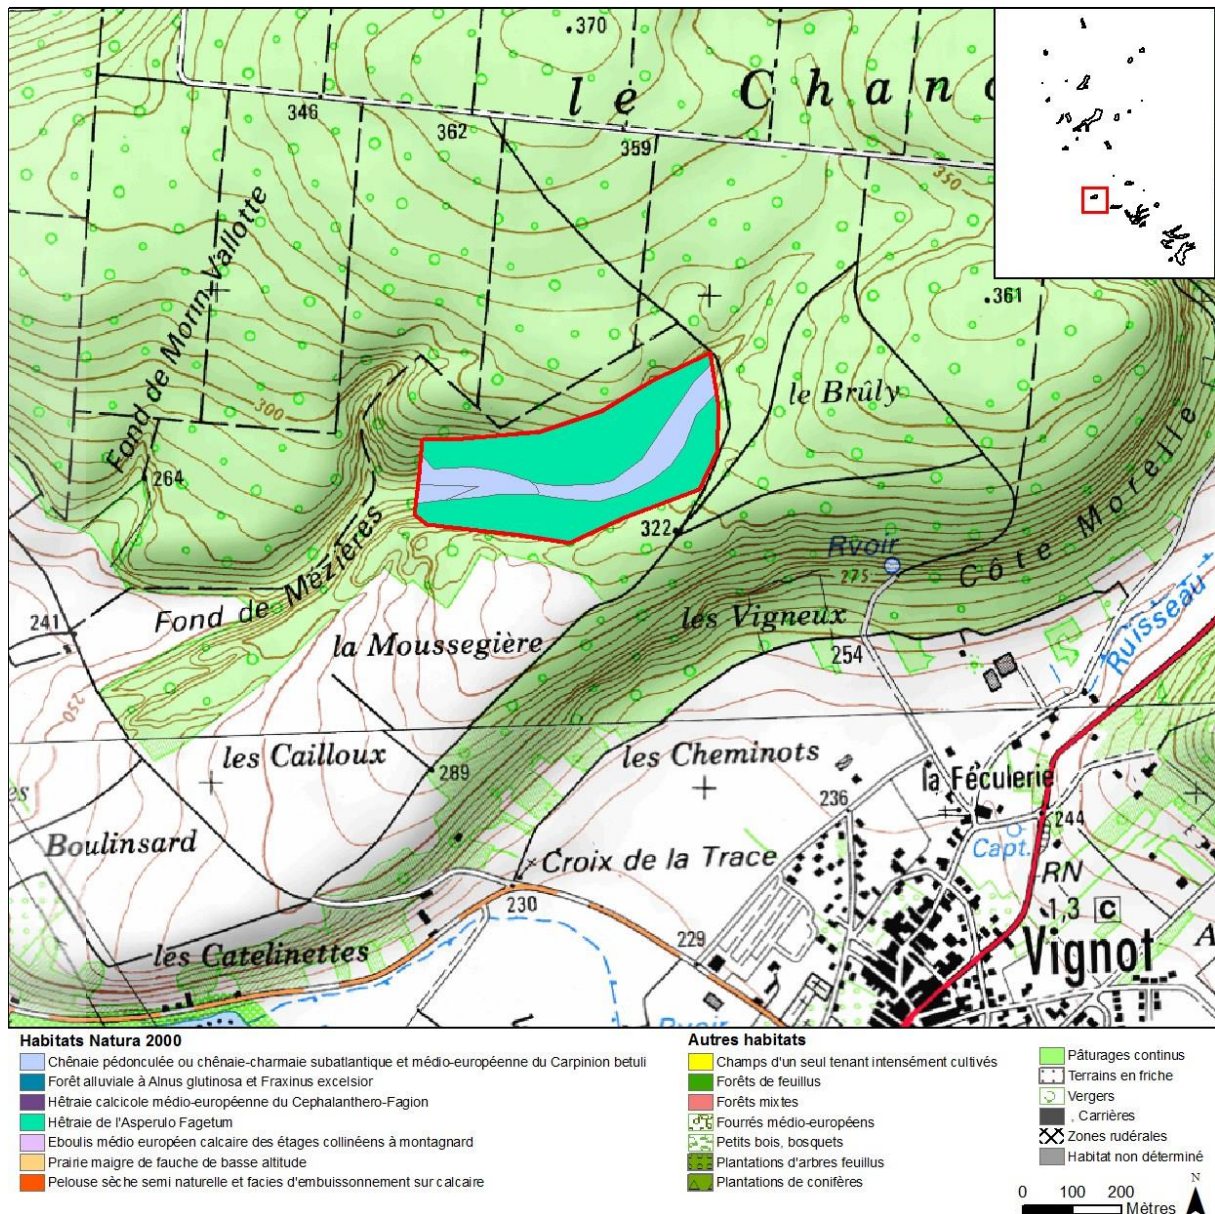 370
lé Chan
346
362
359
350
361
Fond de Morin-Vallotte
le Brûly
300
264
322
Rvoir
275
Côte Morelle
Fond de Mézières
241
la Moussegière
les Vigneux
254
Ruisseau
250
les Cailloux
289
les Cheminots
la Féculerie
236
244
Boulinsard
Croix de la Trace
Capt.
RN
230
1,3 C
les Catelinettes
229
Vignot
A
Habitats Natura 2000
Chênaie pédonculée ou chênaie-charmaie subatlantique et médio-européenne du Carpinion betuli
Forêt alluviale à Alnus glutinosa et Fraxinus excelsior
Hêtraie calcicole médio-européenne du Cephalanthero-Fagion
Hêtraie de l'Asperulo Fagetum
Eboulis médio européen calcaire des étages collinéens à montagnard
Prairie maigre de fauche de basse altitude
Pelouse sèche semi naturelle et facies d'embuissonnement sur calcaire
Autres habitats
Champs d'un seul tenant intensément cultivés
Forêts de feuillus
Forêts mixtes
Fourrés médio-européens
Petits bois, bosquets
Plantations d'arbres feuillus
Plantations de conifères
Pâturages continus
Terrains en friche
Vergers
, Carrières
Zones rudérales
Habitat non déterminé
N
0 100 200
Mètres